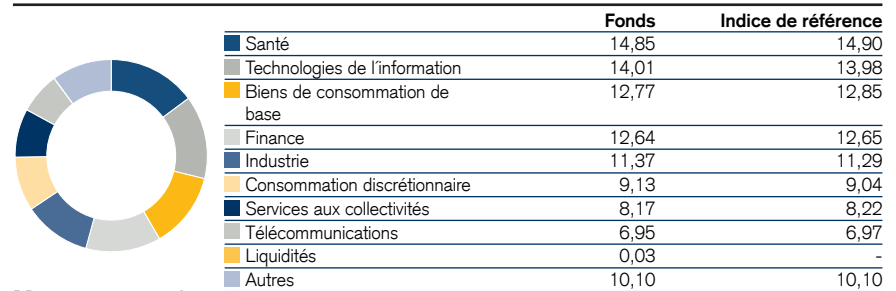 Fonds Indice de référence
Santé 14,85 14,90
Technologies de l´information 14,01 13,98
Biens de consommation de 12,77 12,85
base
Finance 12,64 12,65
Industrie 11,37 11,29
Consommation discrétionnaire 9,13 9,04
Services aux collectivités 8,17 8,22
Télécommunications 6,95 6,97
Liquidités 0,03 -
Autres 10,10 10,10